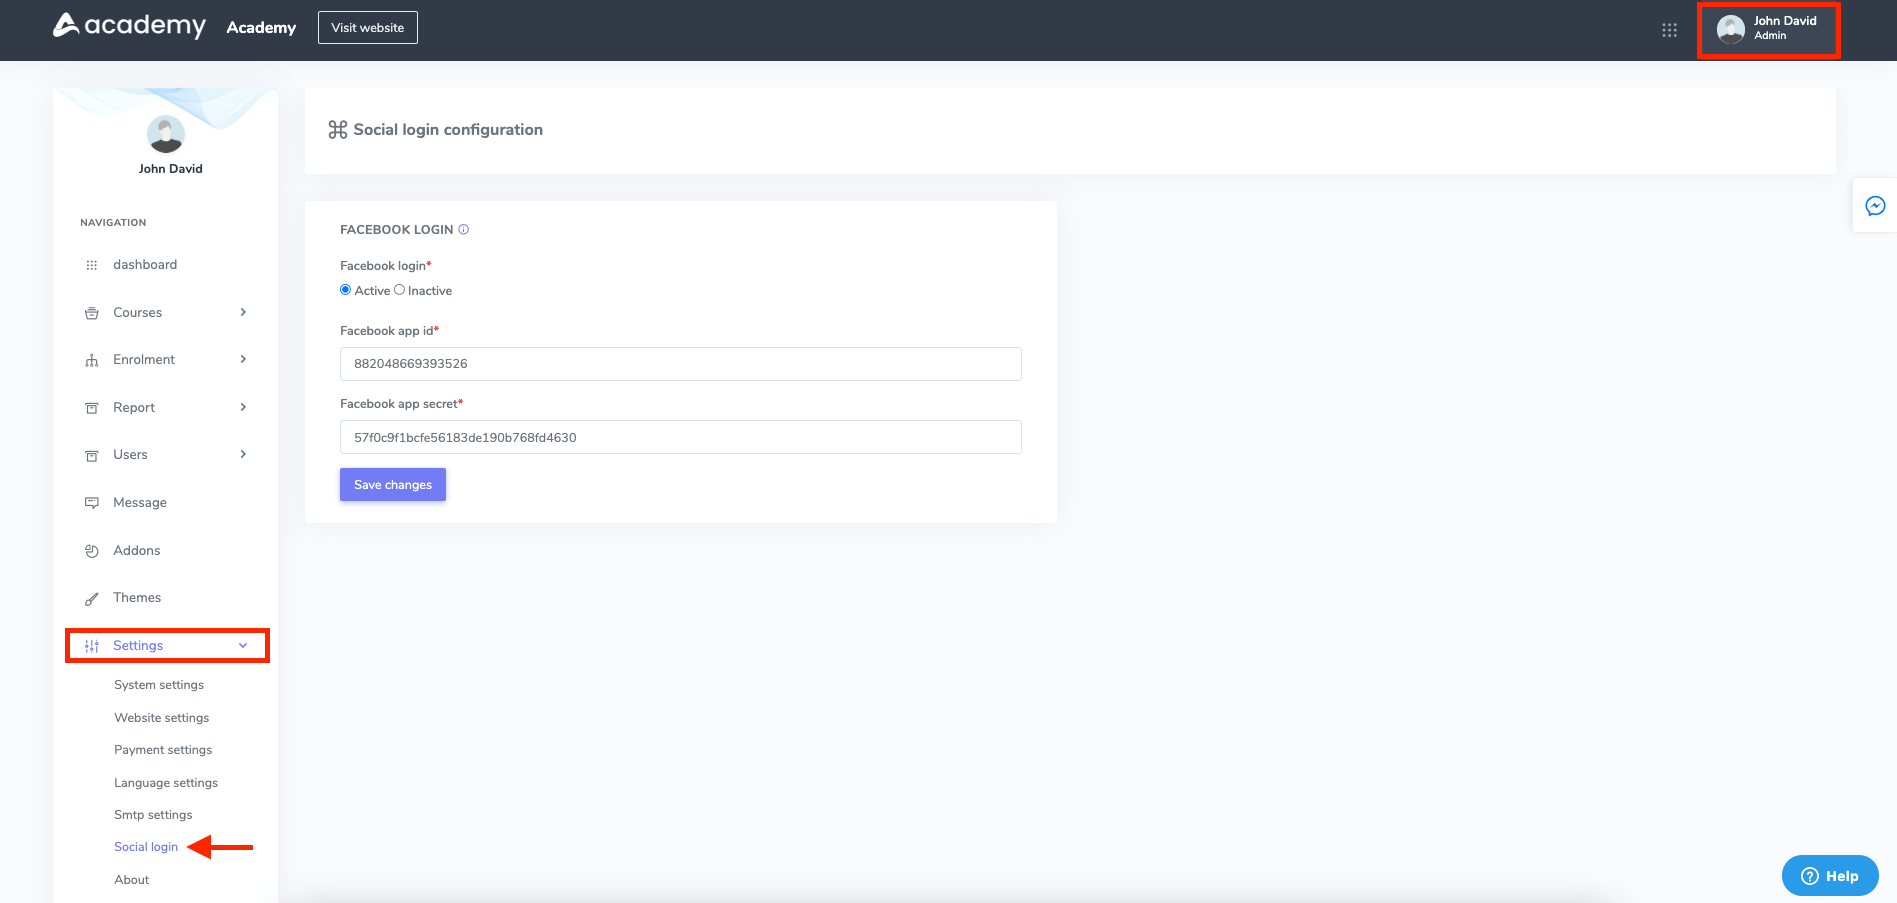 academy Academy Visit website
John David
Admin
John David
NAVIGATION
dashboard
Courses
Enrolment
Report
Users
Message
Addons
Themes
Settings
System settings
Website settings
Payment settings
Language settings
Smtp settings
Social login
About
Social login configuration
FACEBOOK LOGIN
Facebook login*
Active Inactive
Facebook app id*
882048669393526
Facebook app secret*
57f0c9f1bcfe56183de190b768fd4630
Save changes
Help